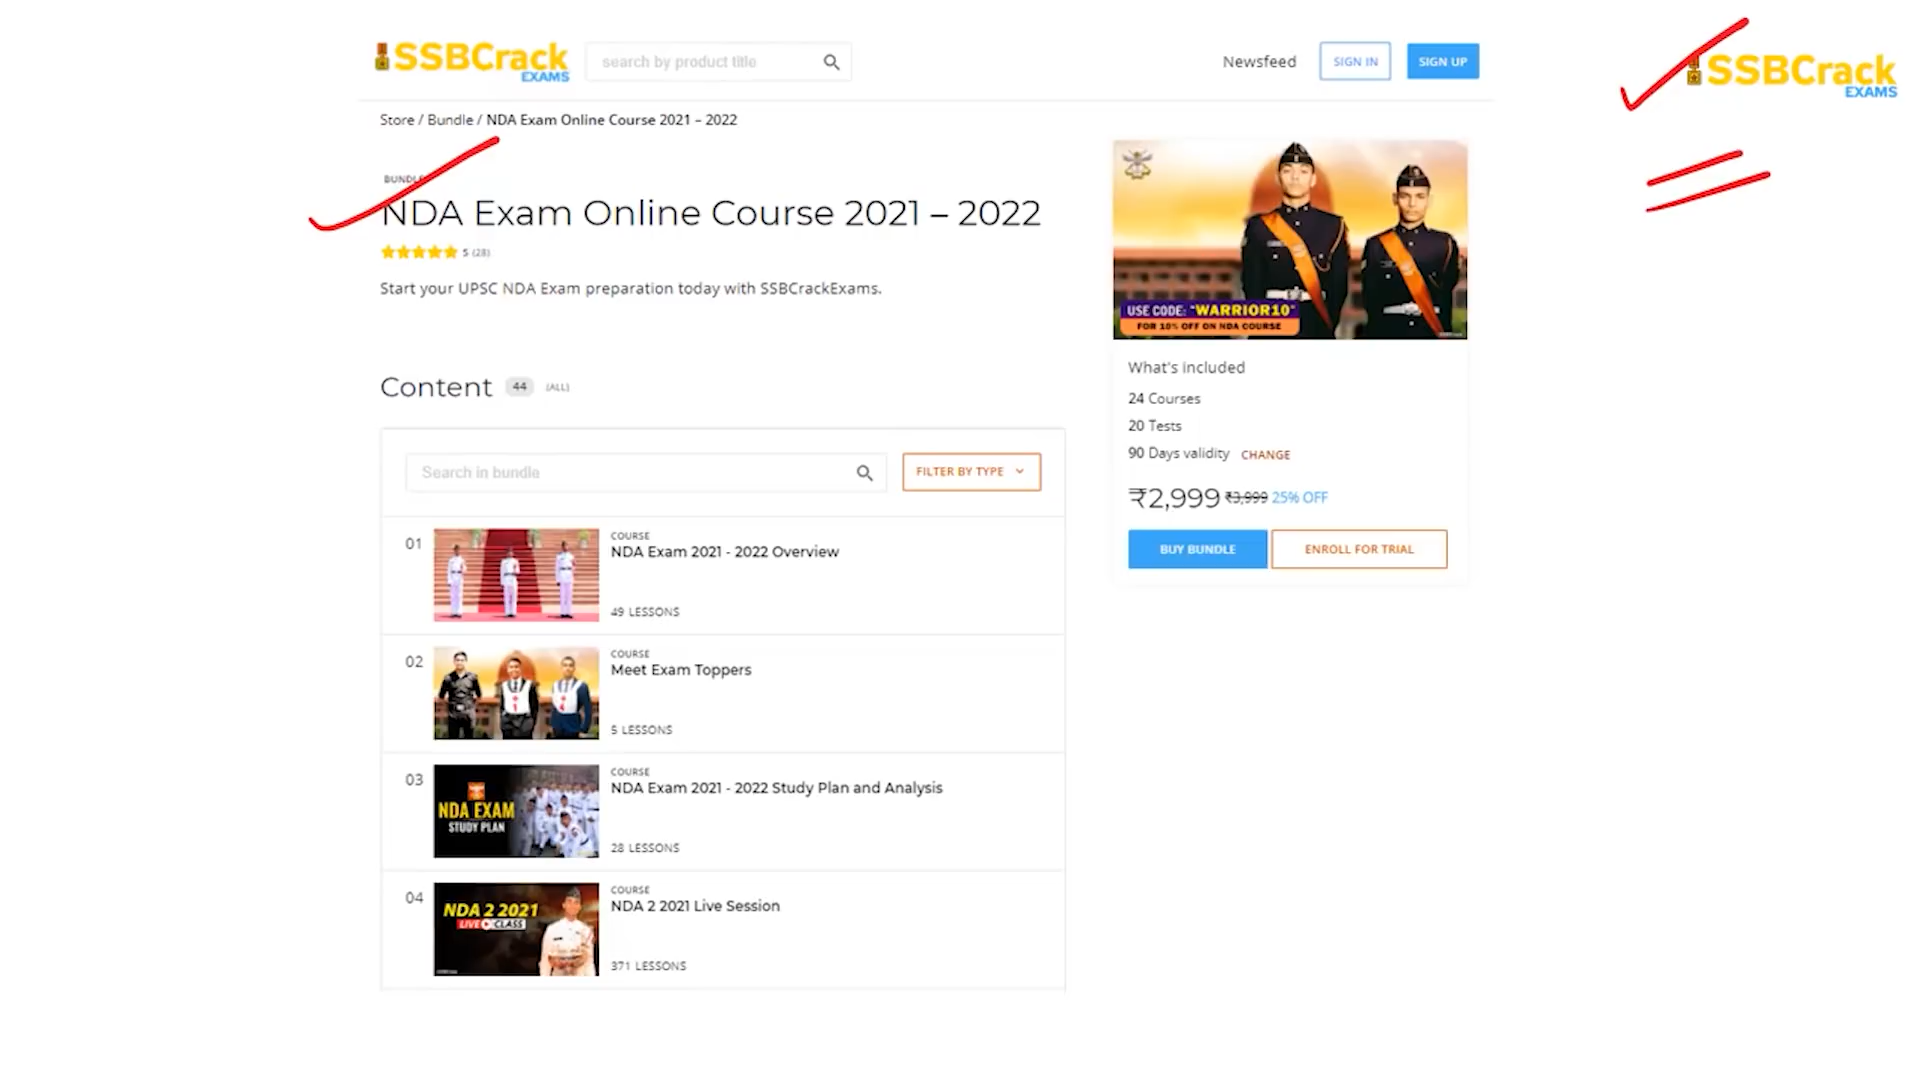 SSBCrack
EXAMS
search by product title
Newsfeed
SIGN IN
SIGN UP
SSBCrack
EXAMS
Store / Bundle / NDA Exam Online Course 2021 – 2022
BUNDLE
NDA Exam Online Course 2021 – 2022
5 (28)
Start your UPSC NDA Exam preparation today with SSBCrackExams.
USE CODE: "WARRIOR10"
FOR 10% OFF ON NDA COURSE
What's included
24 Courses
20 Tests
90 Days validity CHANGE
₹2,999 ₹3,999 25% OFF
BUY BUNDLE
ENROLL FOR TRIAL
Content 44 (ALL)
Search in bundle
FILTER BY TYPE
01
COURSE
NDA Exam 2021 - 2022 Overview
49 LESSONS
02
COURSE
Meet Exam Toppers
5 LESSONS
03
NDA EXAM
STUDY PLAN
COURSE
NDA Exam 2021 - 2022 Study Plan and Analysis
28 LESSONS
04
NDA 2 2021
LIVE CLASS
COURSE
NDA 2 2021 Live Session
371 LESSONS